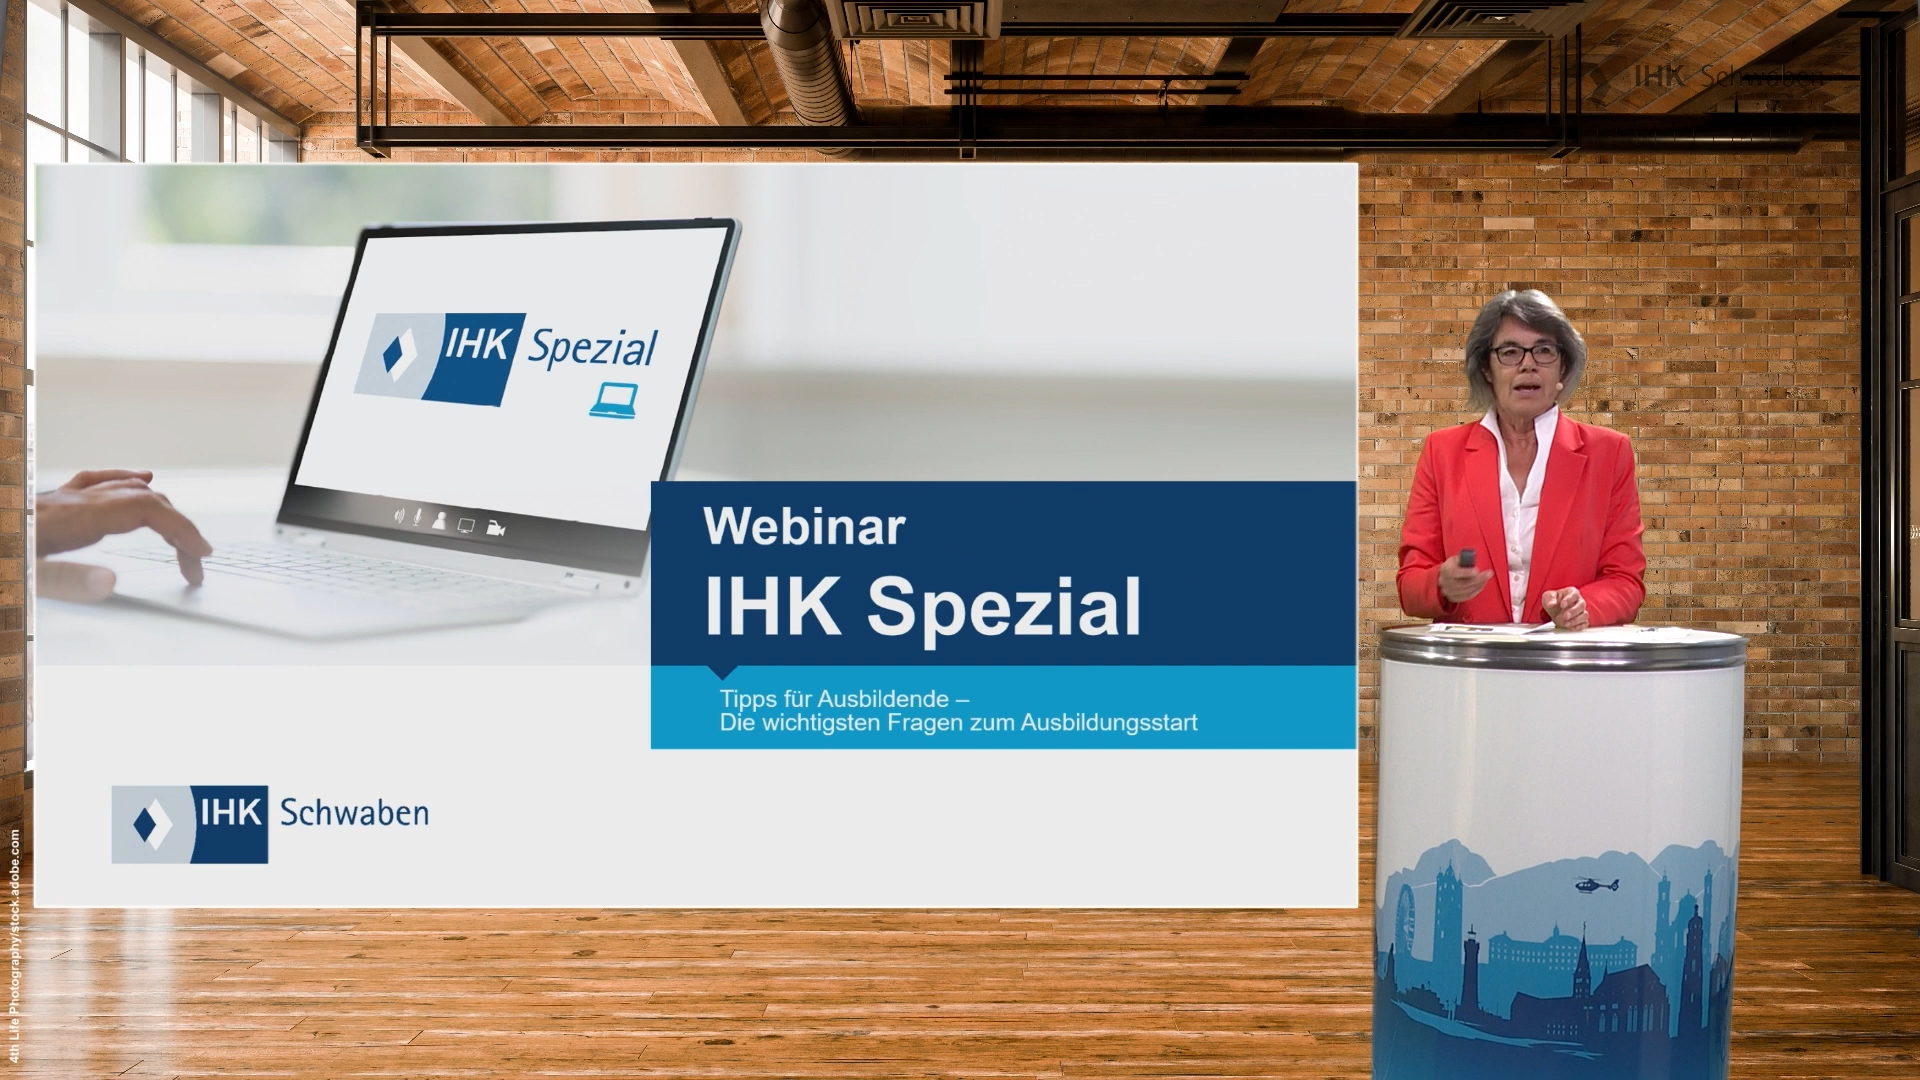 IHK Schwaben
IHK Spezial
Webinar
IHK Spezial
Tipps für Ausbildende –
Die wichtigsten Fragen zum Ausbildungsstart
IHK Schwaben
4th Life Photography/stock.adobe.com